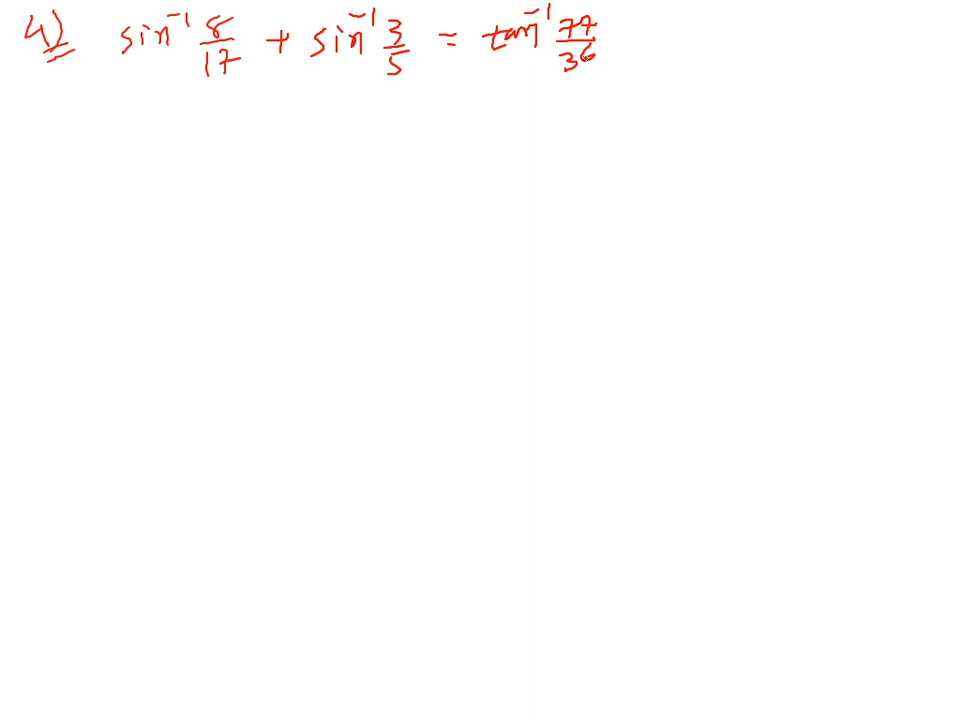 4) sin⁻¹ 8/17 + sin⁻¹ 3/5 = tan⁻¹ 77/36